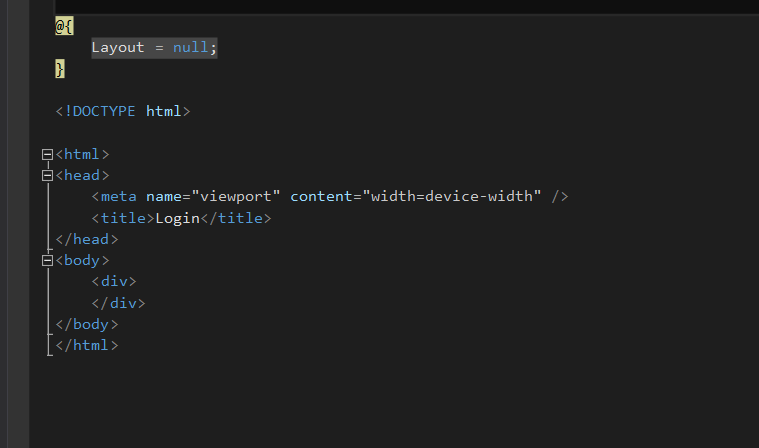 @{
Layout = null;
}
<!DOCTYPE html>
<html>
<head>
<meta name="viewport" content="width=device-width" />
<title>Login</title>
</head>
<body>
<div>
</div>
</body>
</html>